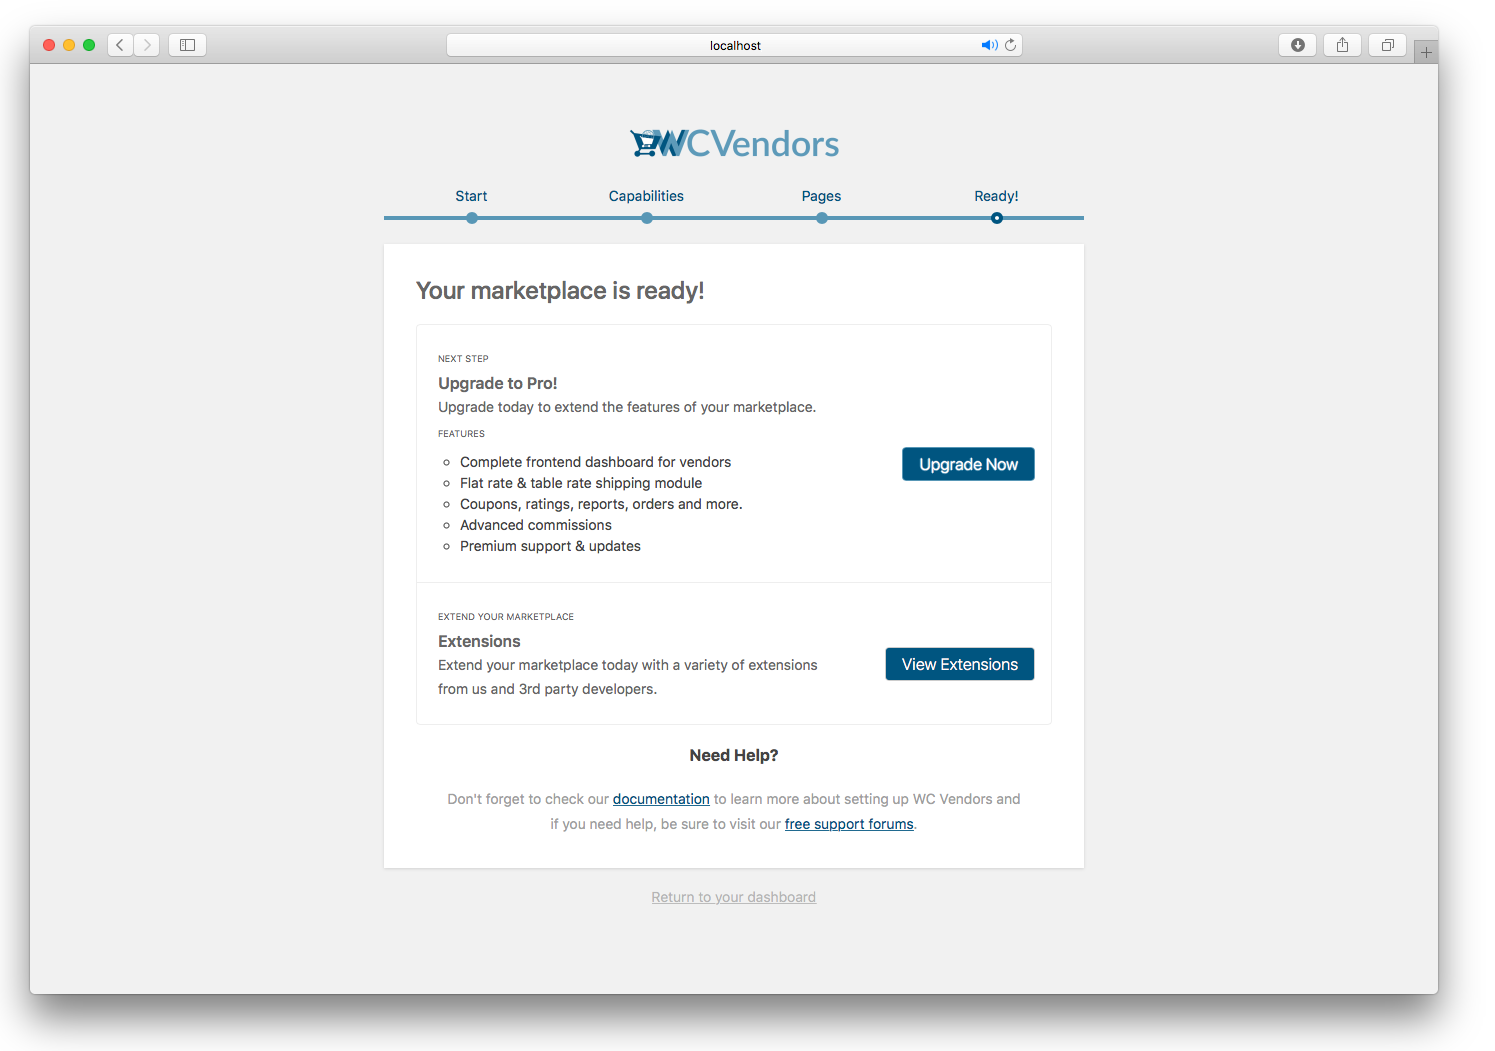 localhost
WCVendors
Start
Capabilities
Pages
Ready!
Your marketplace is ready!
NEXT STEP
Upgrade to Pro!
Upgrade today to extend the features of your marketplace.
FEATURES
Complete frontend dashboard for vendors
Flat rate & table rate shipping module
Coupons, ratings, reports, orders and more.
Advanced commissions
Premium support & updates
Upgrade Now
EXTEND YOUR MARKETPLACE
Extensions
Extend your marketplace today with a variety of extensions
from us and 3rd party developers.
View Extensions
Need Help?
Don't forget to check our documentation to learn more about setting up WC Vendors and
if you need help, be sure to visit our free support forums.
Return to your dashboard